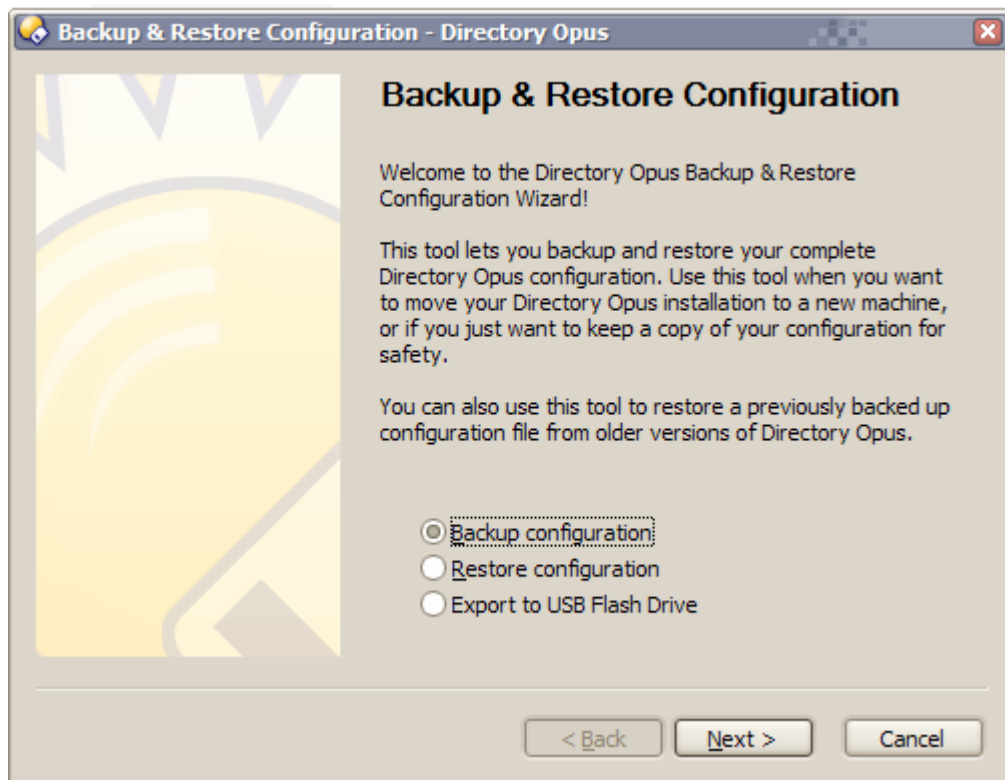 Backup & Restore Configuration - Directory Opus
Backup & Restore Configuration
Welcome to the Directory Opus Backup & Restore
Configuration Wizard!
This tool lets you backup and restore your complete
Directory Opus configuration. Use this tool when you want
to move your Directory Opus installation to a new machine,
or if you just want to keep a copy of your configuration for
safety.
You can also use this tool to restore a previously backed up
configuration file from older versions of Directory Opus.
Backup configuration
Restore configuration
Export to USB Flash Drive
< Back
Next >
Cancel